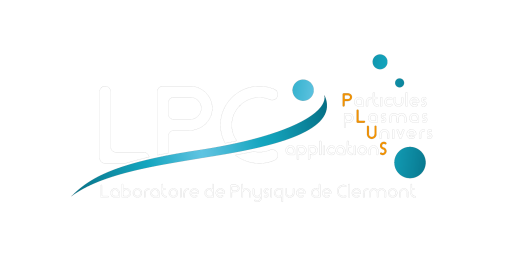 LPC
Particules
pLasmas
Univers
applicationS
Laboratoire de Physique de Clermont